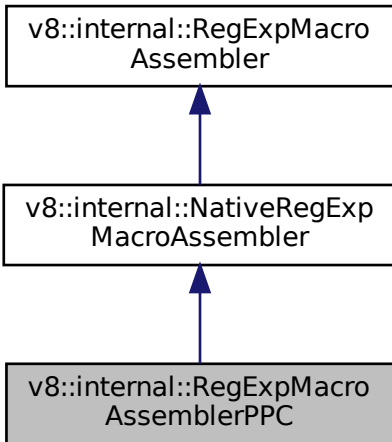 v8::internal::RegExpMacro
Assembler
v8::internal::NativeRegExp
MacroAssembler
v8::internal::RegExpMacro
AssemblerPPC